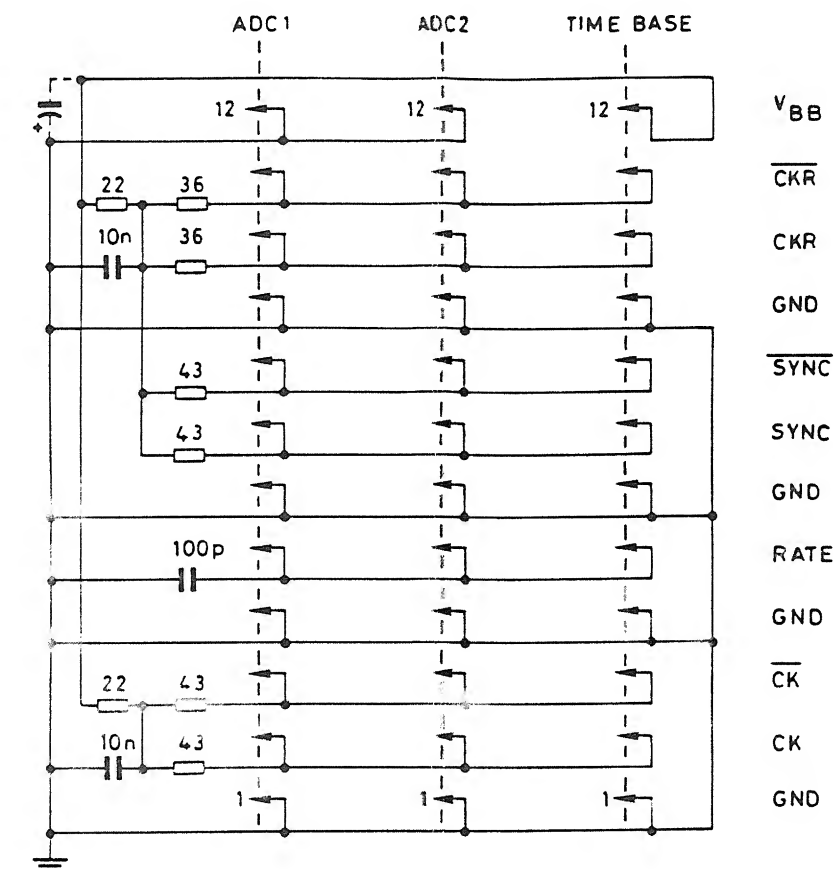 ADC1 ADC2 TIME BASE
12 12 12 VBB
+
22 36 CKR
10n 36 CKR
GND
43 SYNC
43 SYNC
GND
100p RATE
GND
22 43 CK
10n 43 CK
1 1 1 GND